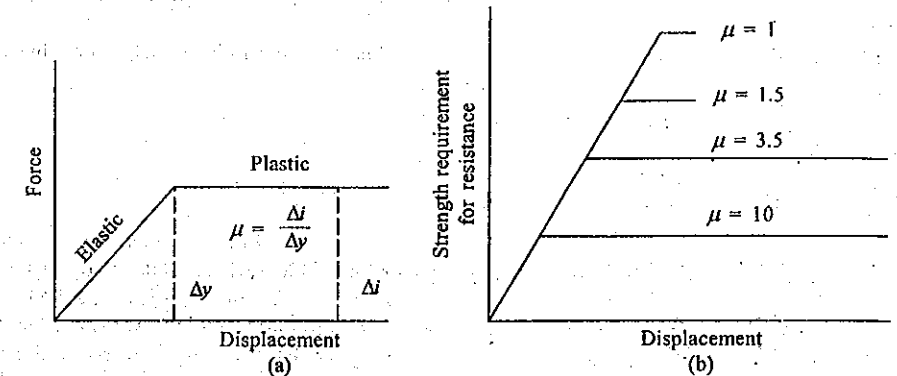 Force
Elastic
Plastic
μ = Δi / Δy
Δy
Δi
Displacement
(a)
Strength requirement
for resistance
μ = 1
μ = 1.5
μ = 3.5
μ = 10
Displacement
(b)